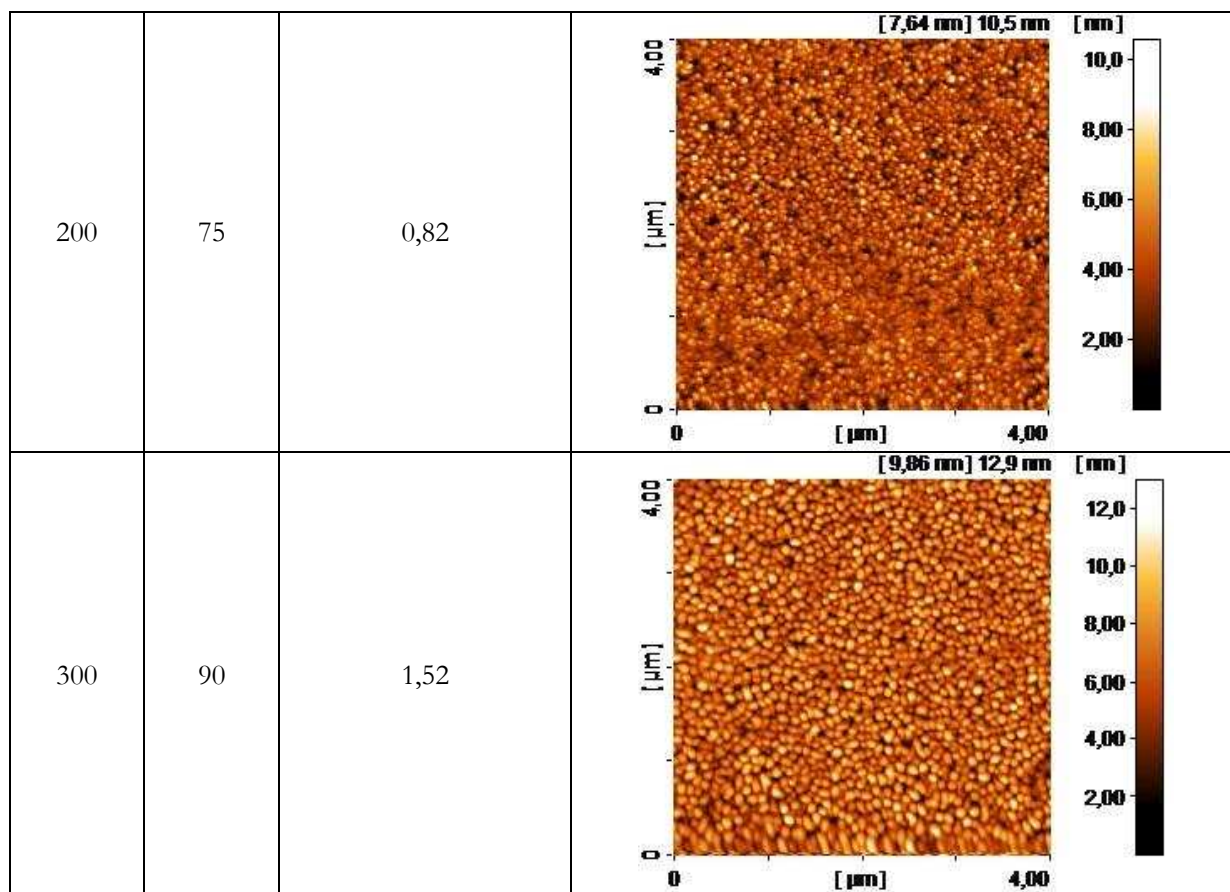 [ 7,64 nm ] 10,5 nm [ nm ]
4,00
10,0
8,00
6,00
200 75 0,82
[ µm ]
4,00
2,00
0
0 [ µm ] 4,00
[ 9,86 nm ] 12,9 nm [ nm ]
4,00
12,0
10,0
8,00
300 90 1,52
[ µm ]
6,00
4,00
2,00
0
0 [ µm ] 4,00